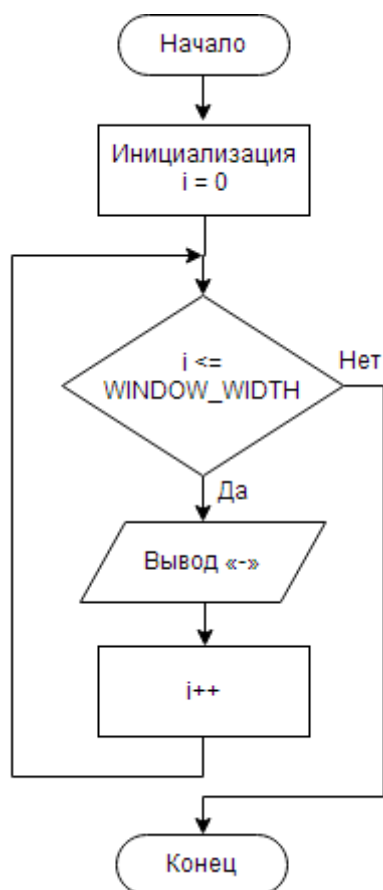 Начало
Инициализация
i = 0
i <=
WINDOW_WIDTH
Нет
Да
Вывод «-»
i++
Конец